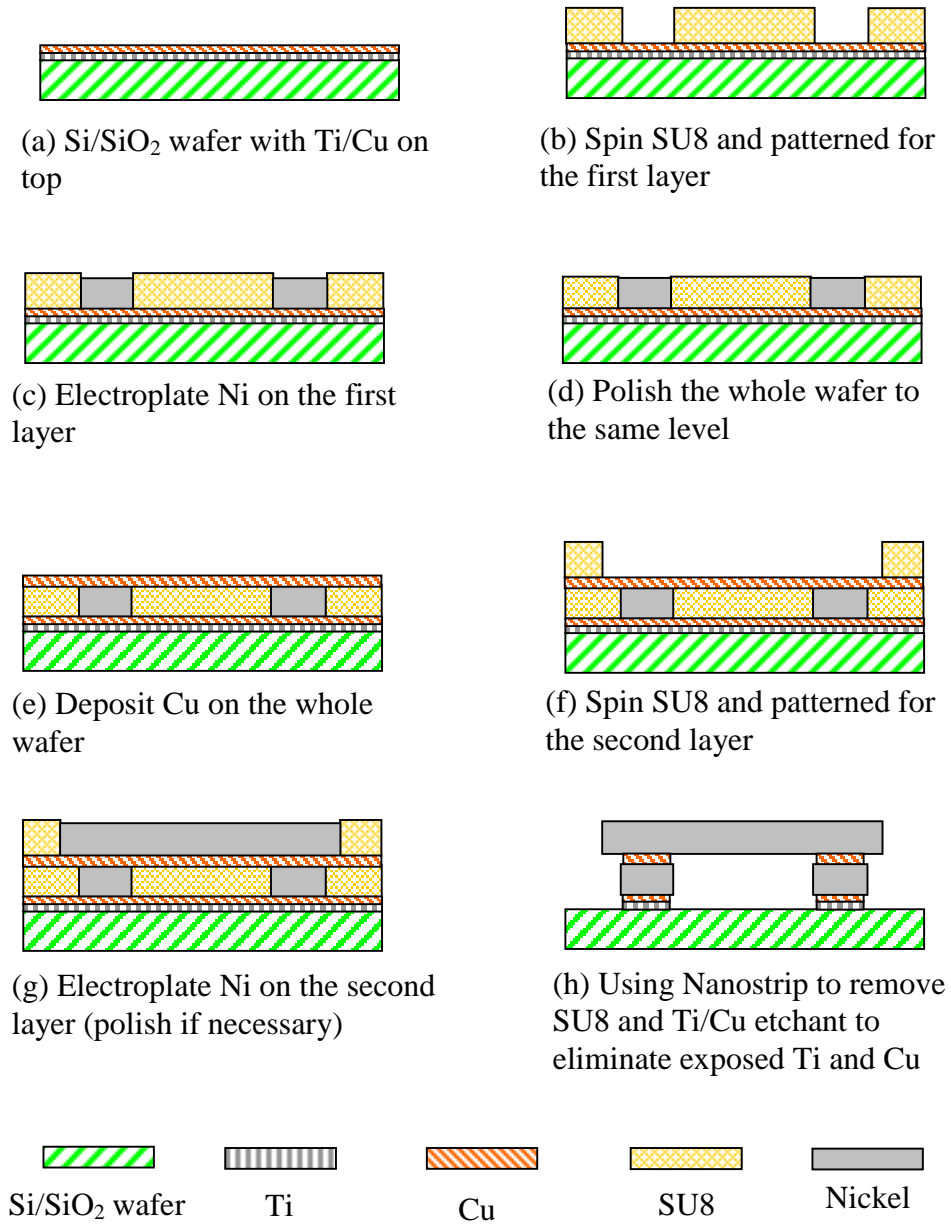 (a) Si/SiO₂ wafer with Ti/Cu on
top
(b) Spin SU8 and patterned for
the first layer
(c) Electroplate Ni on the first
layer
(d) Polish the whole wafer to
the same level
(e) Deposit Cu on the whole
wafer
(f) Spin SU8 and patterned for
the second layer
(g) Electroplate Ni on the second
layer (polish if necessary)
(h) Using Nanostrip to remove
SU8 and Ti/Cu etchant to
eliminate exposed Ti and Cu
Si/SiO₂ wafer
Ti
Cu
SU8
Nickel